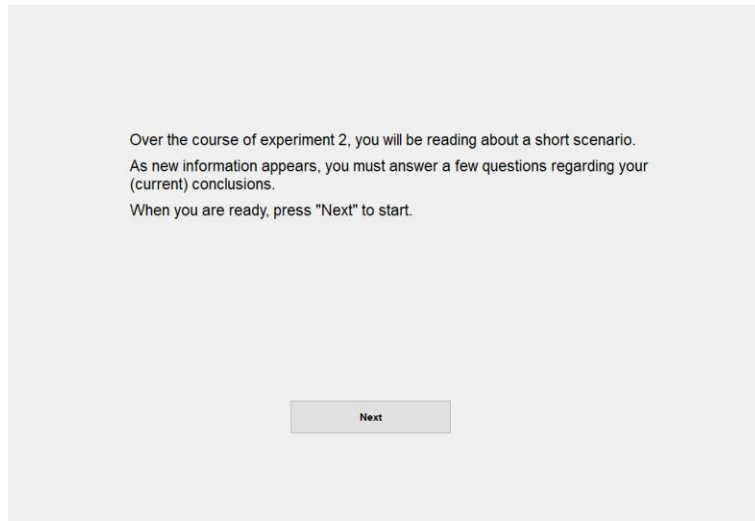 Over the course of experiment 2, you will be reading about a short scenario.
As new information appears, you must answer a few questions regarding your
(current) conclusions.
When you are ready, press "Next" to start.
Next